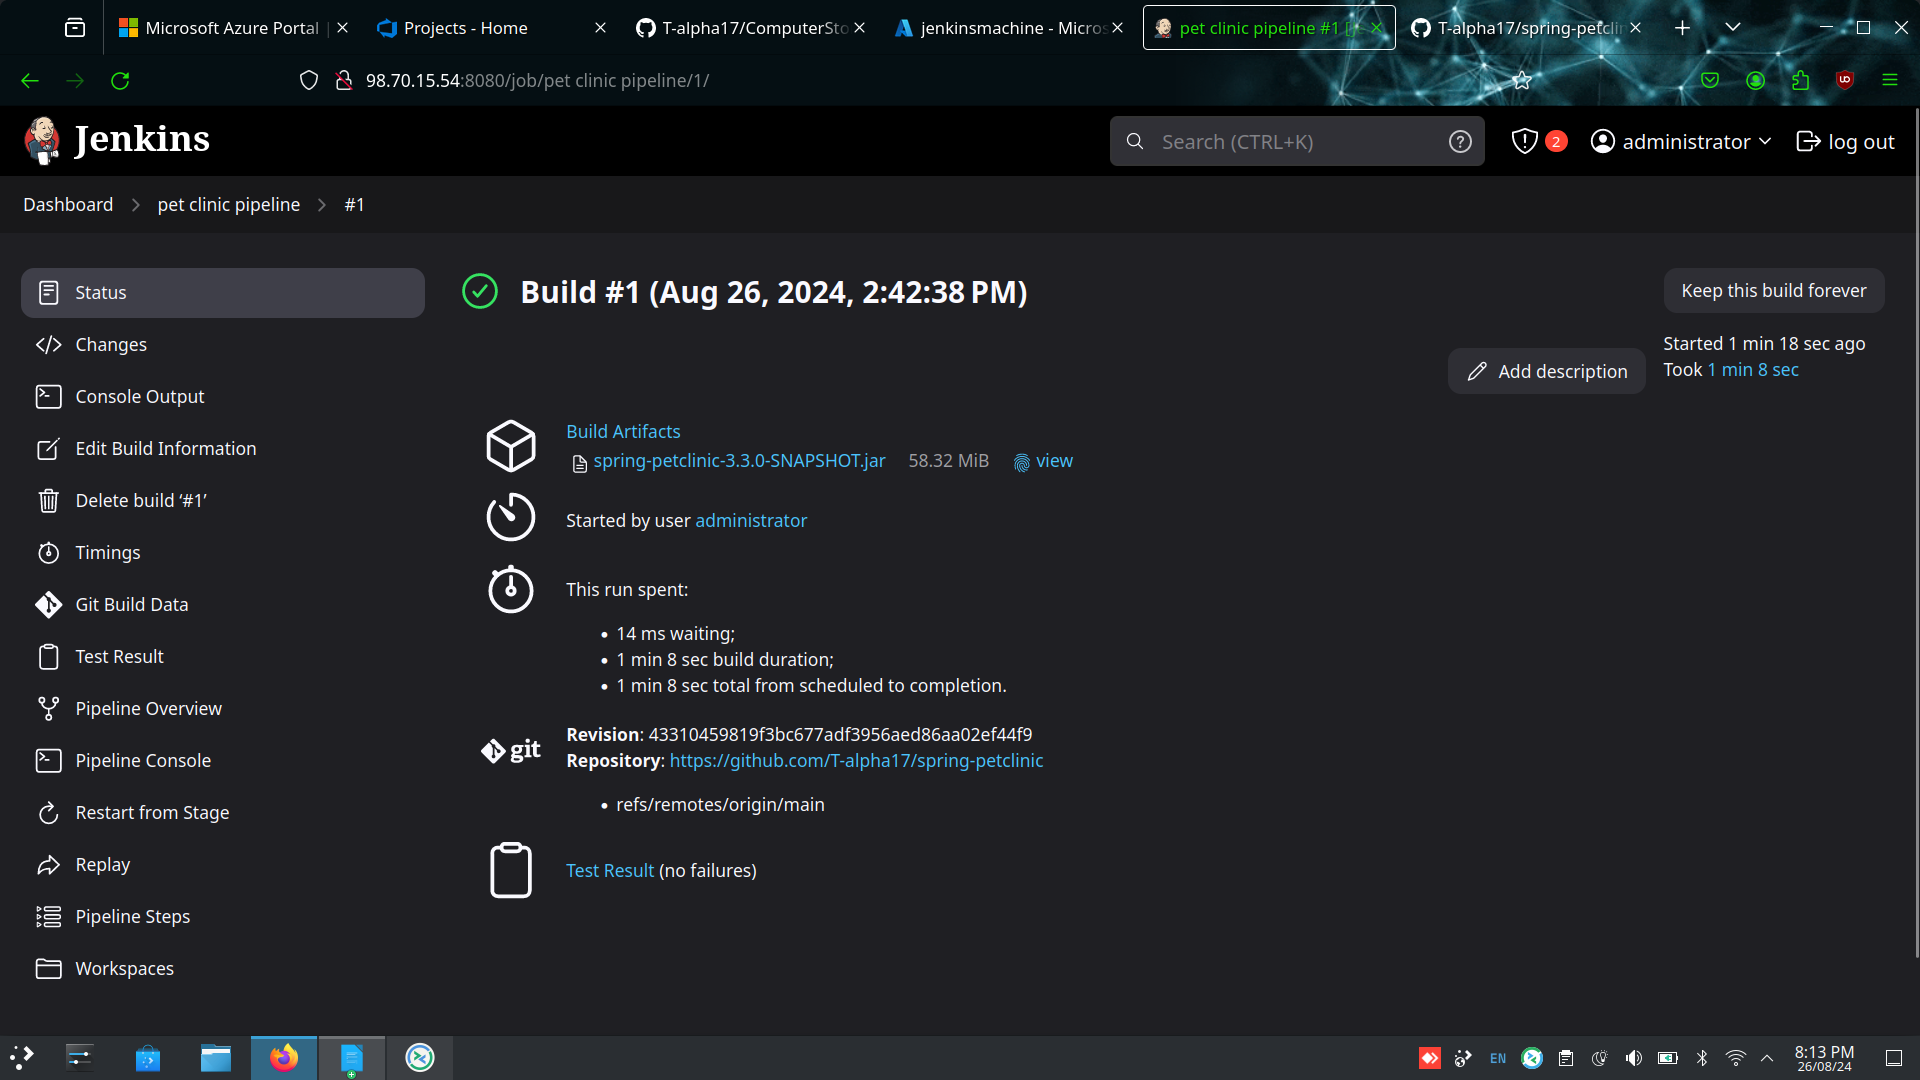 Microsoft Azure Portal |
Projects - Home
T-alpha17/ComputerSto
jenkinsmachine - Micros
pet clinic pipeline #1 [Je
T-alpha17/spring-petclin
98.70.15.54:8080/job/pet clinic pipeline/1/
Jenkins
Search (CTRL+K)
2
administrator
log out
Dashboard
pet clinic pipeline
#1
Status
Changes
Console Output
Edit Build Information
Delete build ‘#1’
Timings
Git Build Data
Test Result
Pipeline Overview
Pipeline Console
Restart from Stage
Replay
Pipeline Steps
Workspaces
Build #1 (Aug 26, 2024, 2:42:38 PM)
Keep this build forever
Started 1 min 18 sec ago
Took 1 min 8 sec
Add description
Build Artifacts
spring-petclinic-3.3.0-SNAPSHOT.jar 58.32 MiB view
Started by user administrator
This run spent:
• 14 ms waiting;
• 1 min 8 sec build duration;
• 1 min 8 sec total from scheduled to completion.
git
Revision: 43310459819f3bc677adf3956aed86aa02ef44f9
Repository: https://github.com/T-alpha17/spring-petclinic
• refs/remotes/origin/main
Test Result (no failures)
EN
8:13 PM
26/08/24